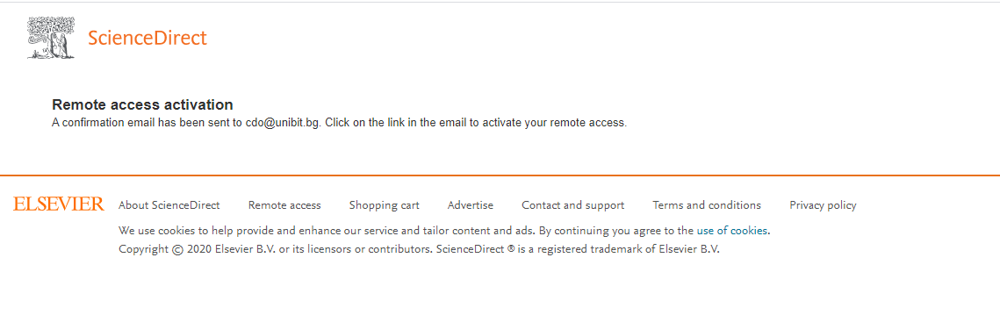 ScienceDirect
Remote access activation
A confirmation email has been sent to cdo@unibit.bg. Click on the link in the email to activate your remote access.
ELSEVIER About ScienceDirect Remote access Shopping cart Advertise Contact and support Terms and conditions Privacy policy
We use cookies to help provide and enhance our service and tailor content and ads. By continuing you agree to the use of cookies.
Copyright © 2020 Elsevier B.V. or its licensors or contributors. ScienceDirect ® is a registered trademark of Elsevier B.V.